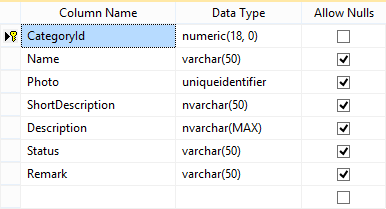 Column Name Data Type Allow Nulls
CategoryId numeric(18, 0)
Name varchar(50)
Photo uniqueidentifier
ShortDescription nvarchar(50)
Description nvarchar(MAX)
Status varchar(50)
Remark varchar(50)